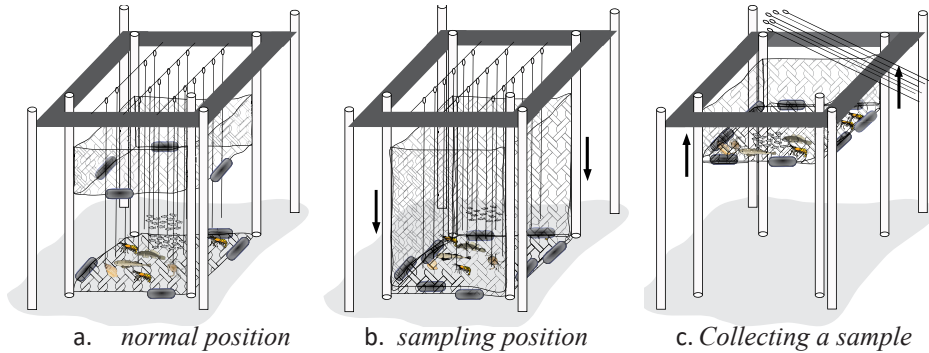 a. normal position
b. sampling position
c. Collecting a sample